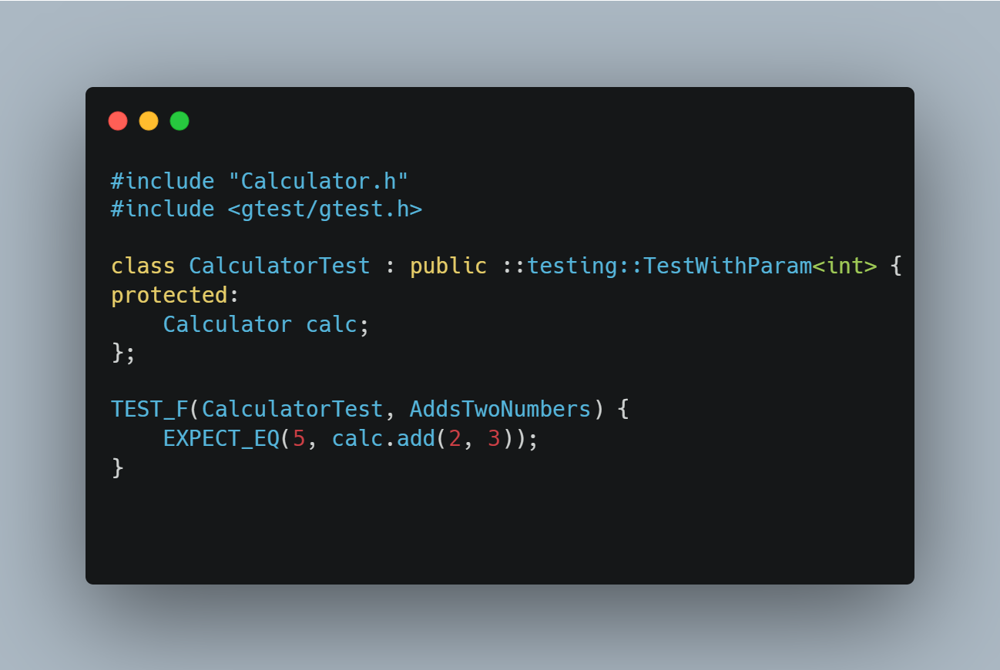 #include "Calculator.h"
#include <gtest/gtest.h>

class CalculatorTest : public ::testing::TestWithParam<int> {
protected:
    Calculator calc;
};

TEST_F(CalculatorTest, AddsTwoNumbers) {
    EXPECT_EQ(5, calc.add(2, 3));
}